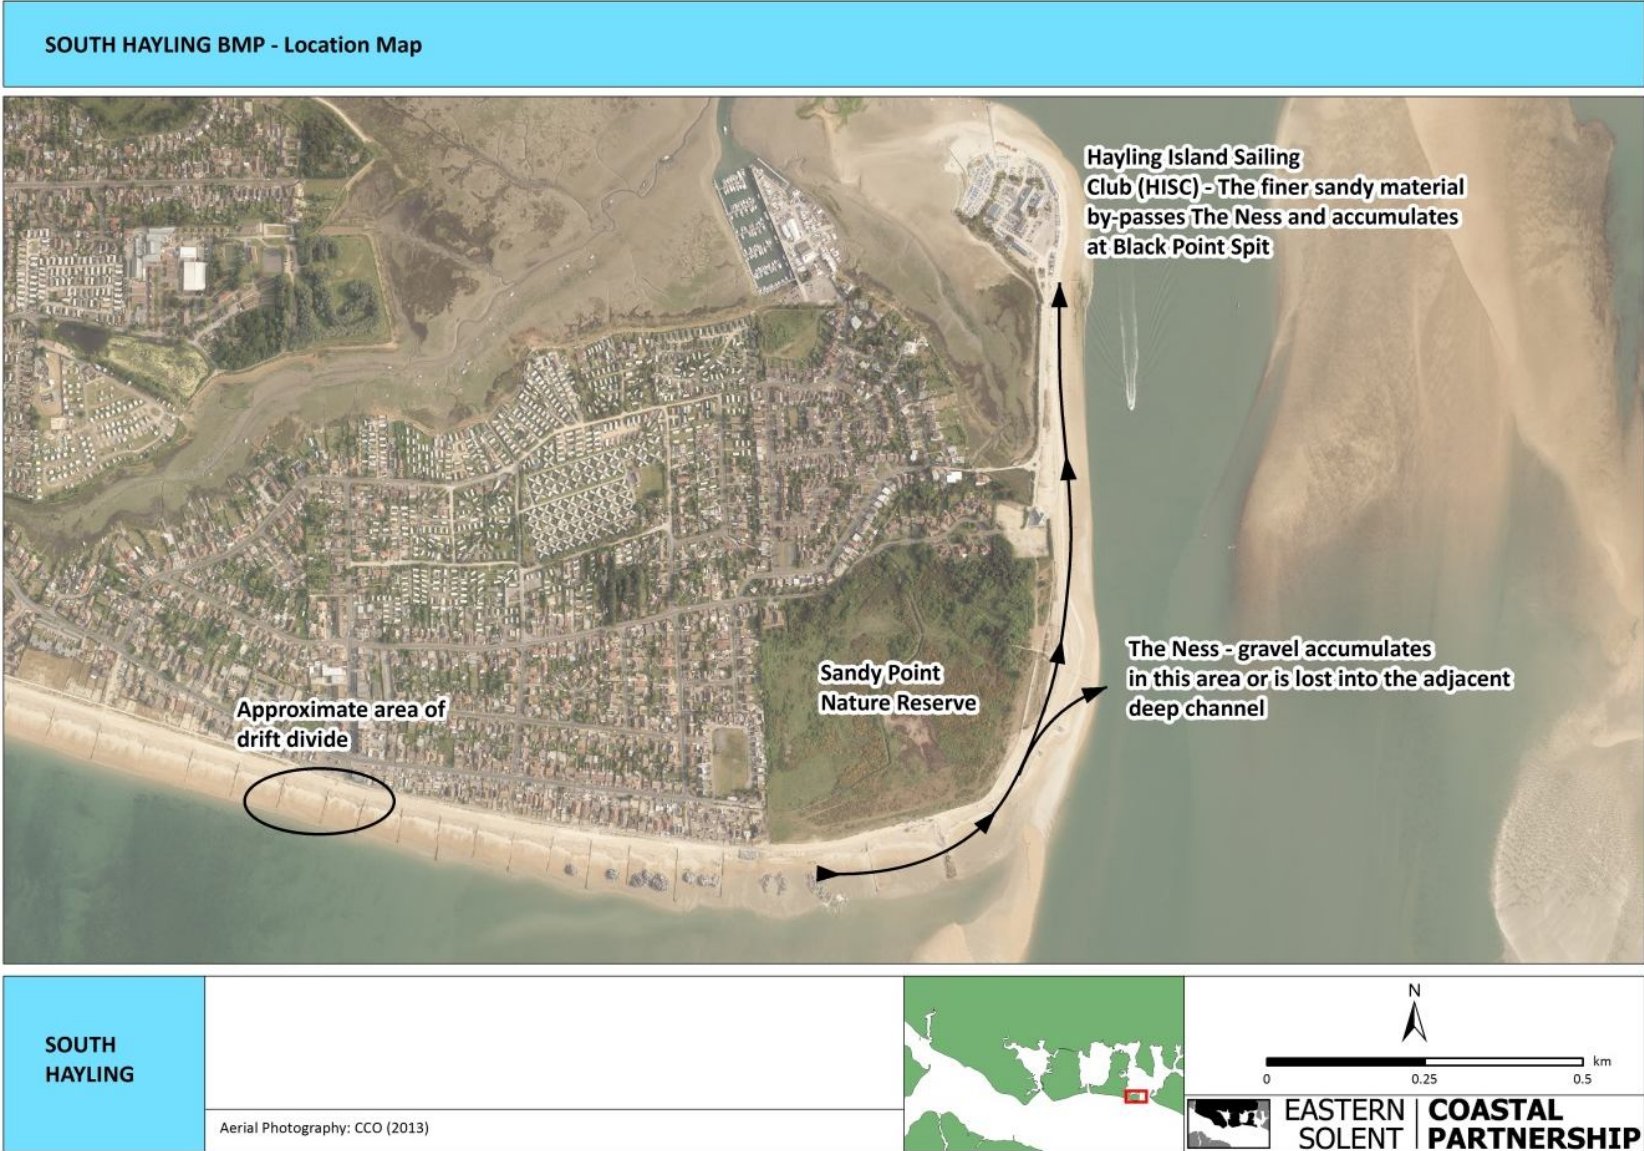 SOUTH HAYLING BMP - Location Map
Hayling Island Sailing
Club (HISC) - The finer sandy material
by-passes The Ness and accumulates
at Black Point Spit
The Ness - gravel accumulates
in this area or is lost into the adjacent
deep channel
Sandy Point
Nature Reserve
Approximate area of
drift divide
SOUTH
HAYLING
Aerial Photography: CCO (2013)
N
km
0 0.25 0.5
EASTERN
SOLENT
COASTAL
PARTNERSHIP